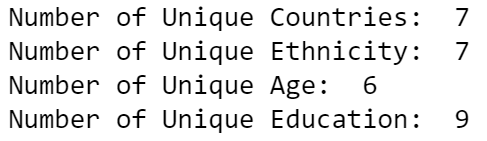 Number of Unique Countries:  7
Number of Unique Ethnicity:  7
Number of Unique Age:  6
Number of Unique Education:  9